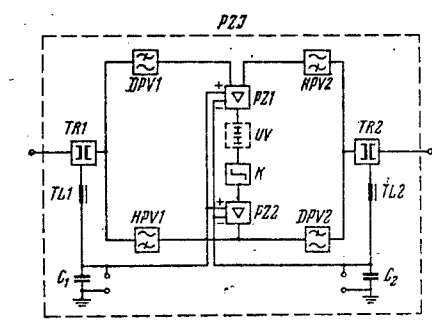 PZJ
DPV1
HPV2
+
PZ1
-
TR1
UV
TR2
K
TL1
TL2
+
PZ2
-
HPV1
DPV2
C1
C2